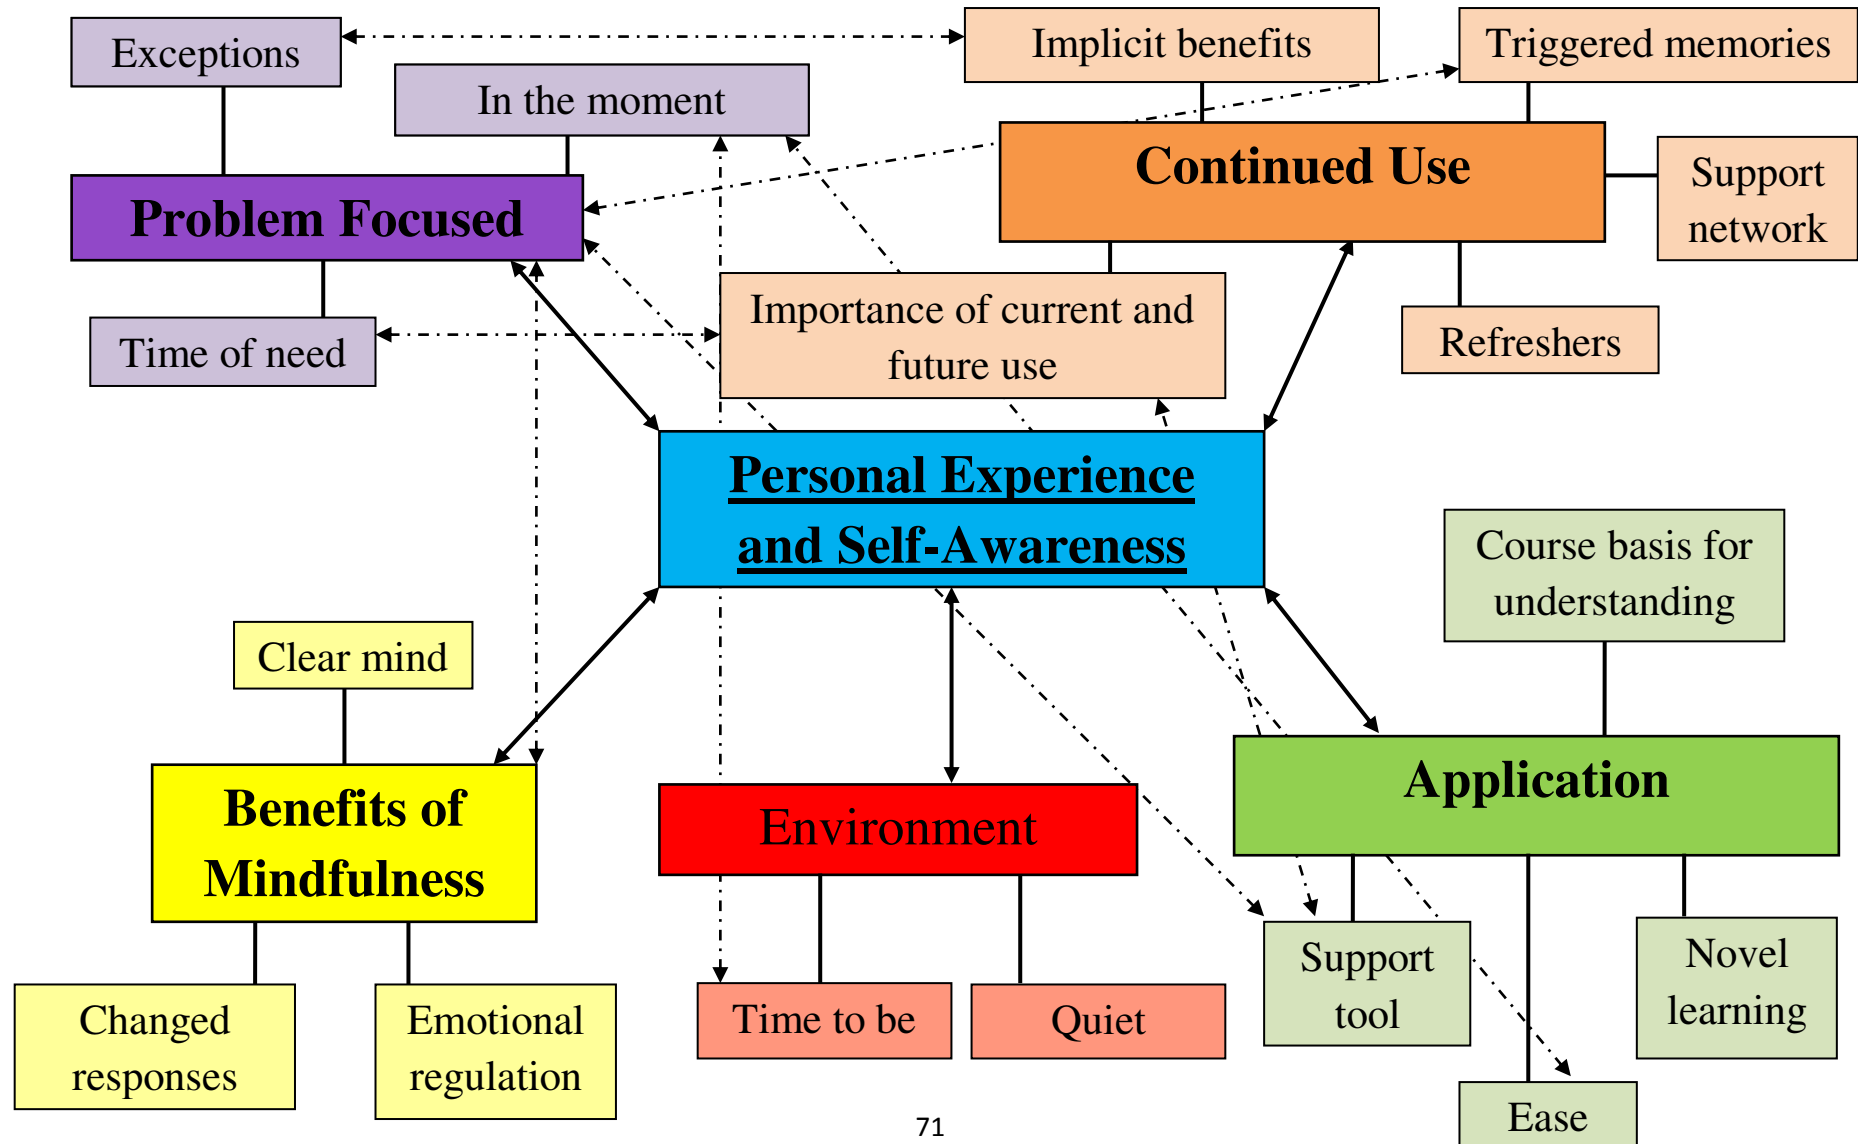 Exceptions
Implicit benefits
Triggered memories
In the moment
Continued Use
Support
network
Problem Focused
Importance of current and
future use
Time of need
Refreshers
Personal Experience
and Self-Awareness
Course basis for
understanding
Clear mind
Application
Benefits of
Mindfulness
Environment
Support
tool
Novel
learning
Changed
responses
Emotional
regulation
Time to be
Quiet
Ease
71